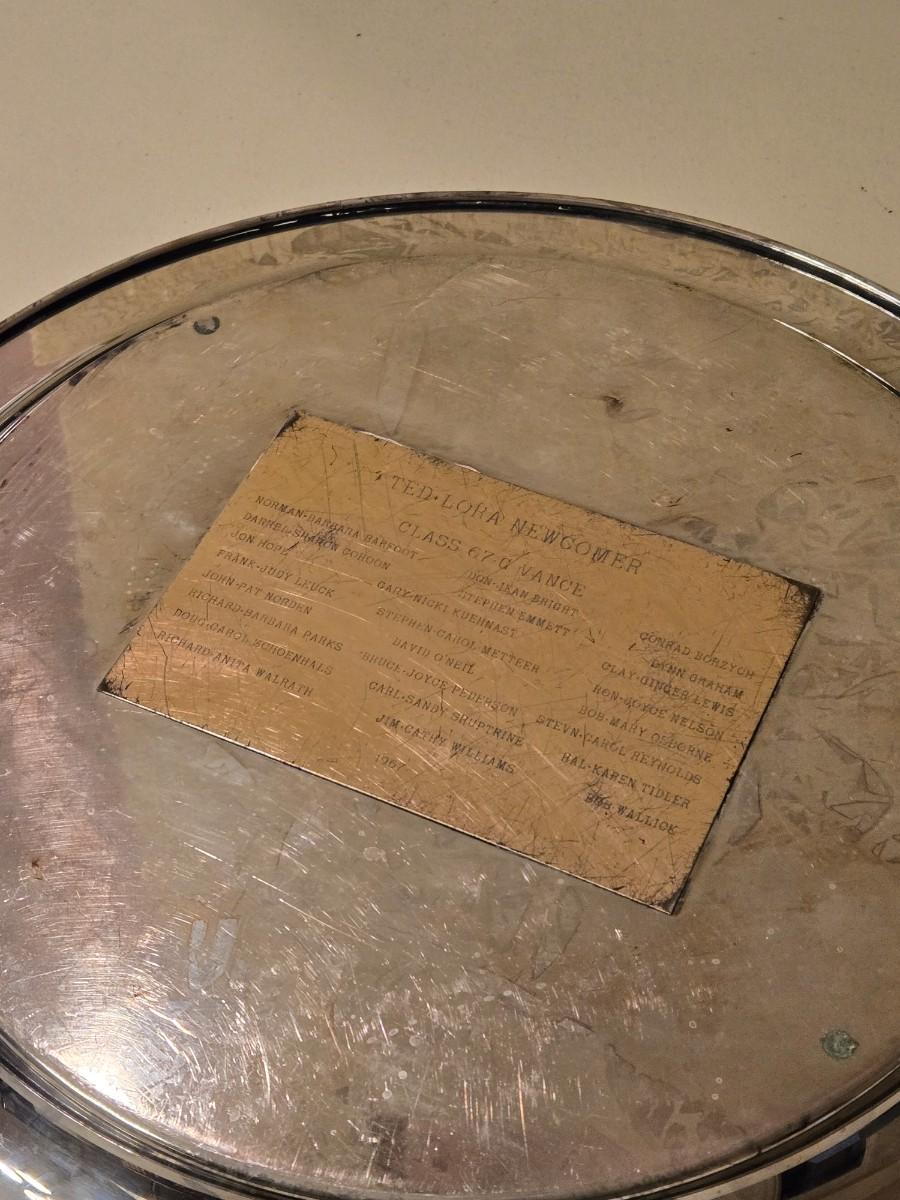 TED·LORA NEWCOMER
CLASS 67 G VANCE
NORMAN·BARBARA BARFOOT
DARNEL·SHARON GORDON
JON HOPE
FRANK·JUDY LEUCK
JOHN·PAT NORDEN
RICHARD·BARBARA PARKS
DOUG·CAROL SCHOENHALS
RICHARD·ANITA WALRATH
DON·JEAN BRIGHT
STEPHEN EMMETT
GARY·NICKI KUEHNAST
STEPHEN·CAROL METTEER
DAVID O'NEIL
BRUCE·JOYCE PEDERSON
CARL·SANDY SHUPTRINE
JIM·CATHY WILLIAMS
1967
CONRAD BORZYCH
LYNN GRAHAM
CLAY·GINGER LEWIS
RON·JOYCE NELSON
BOB·MARY OSBORNE
STEVN·CAROL REYNOLDS
HAL·KAREN TIDLER
BOB WALLICK